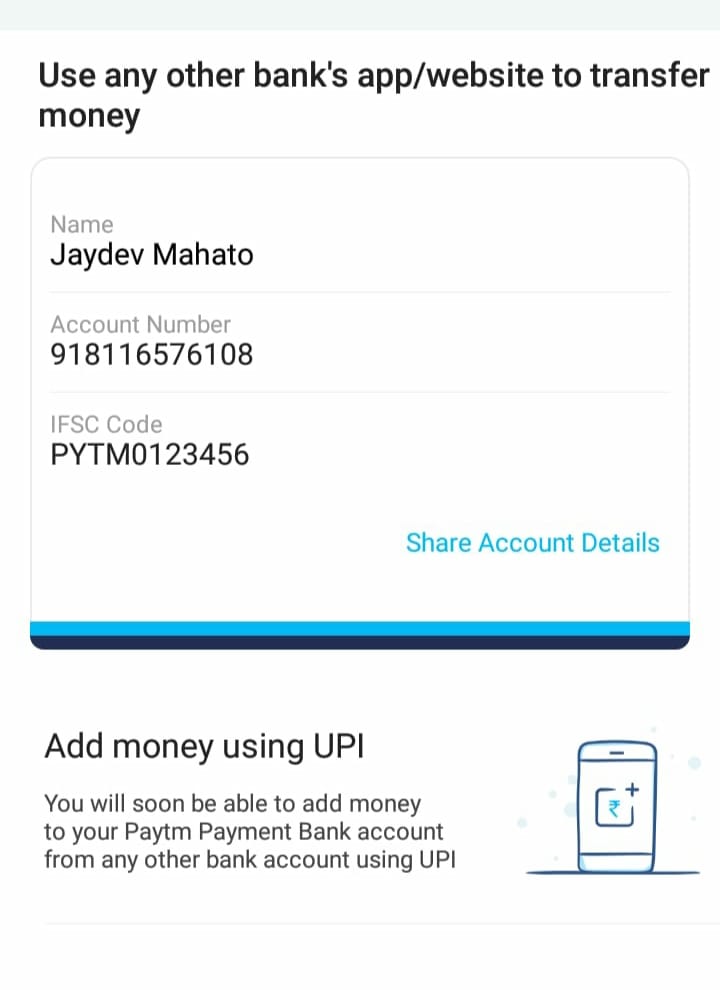 Use any other bank's app/website to transfer
money
Name
Jaydev Mahato
Account Number
918116576108
IFSC Code
PYTM0123456
Share Account Details
Add money using UPI
You will soon be able to add money
to your Paytm Payment Bank account
from any other bank account using UPI
₹